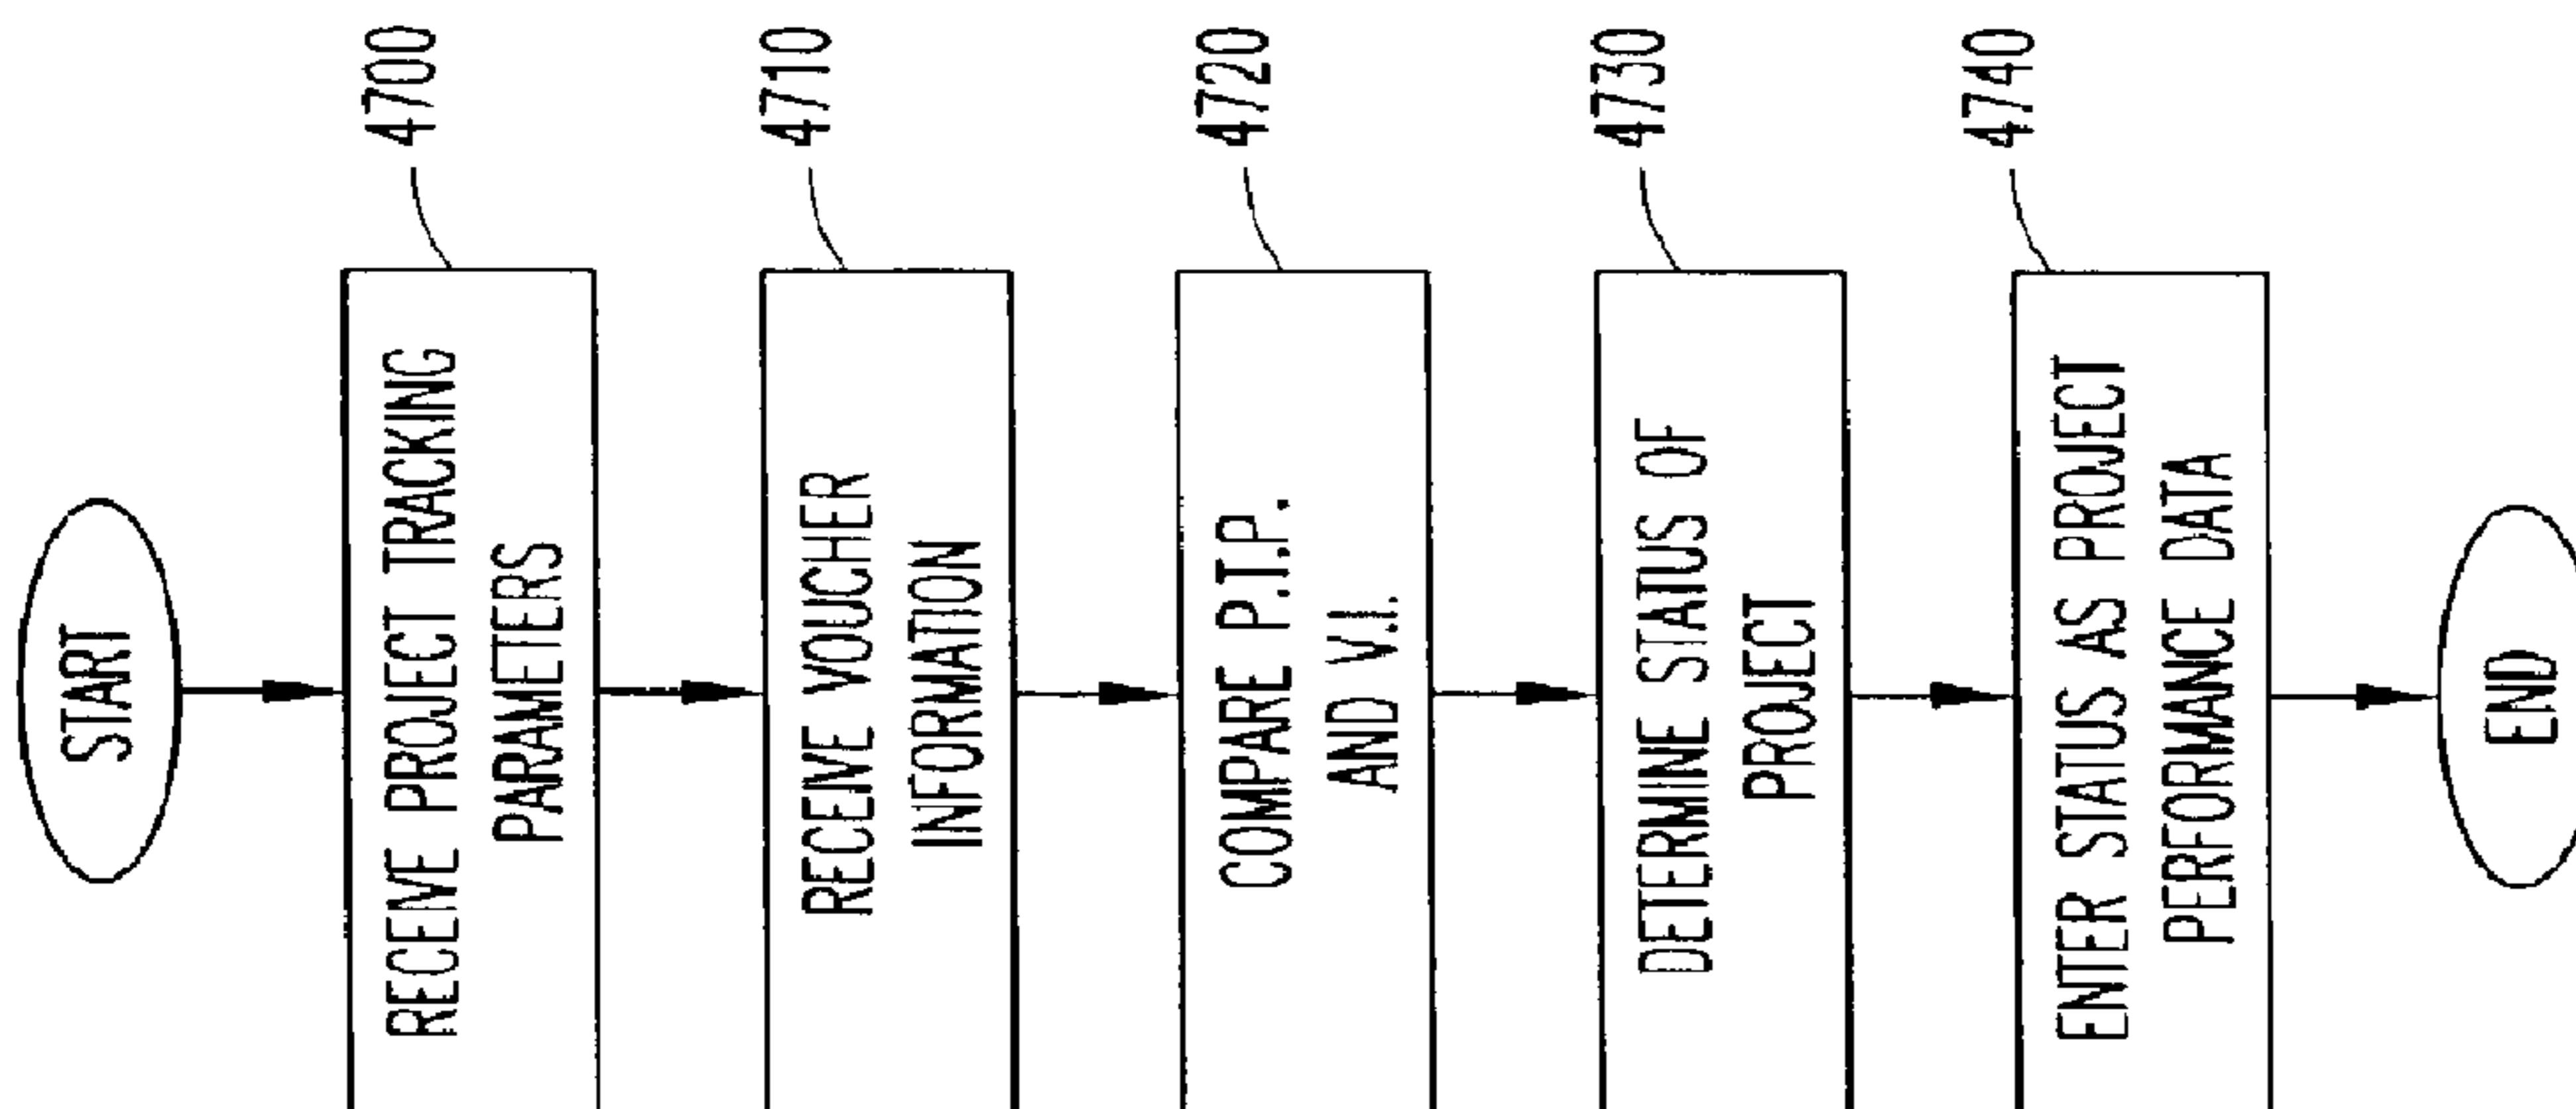 START
4700
RECEIVE PROJECT TRACKING
PARAMETERS
4710
RECEIVE VOUCHER
INFORMATION
4720
COMPARE P.T.P.
AND V.I.
4730
DETERMINE STATUS OF
PROJECT
4740
ENTER STATUS AS PROJECT
PERFORMANCE DATA
END